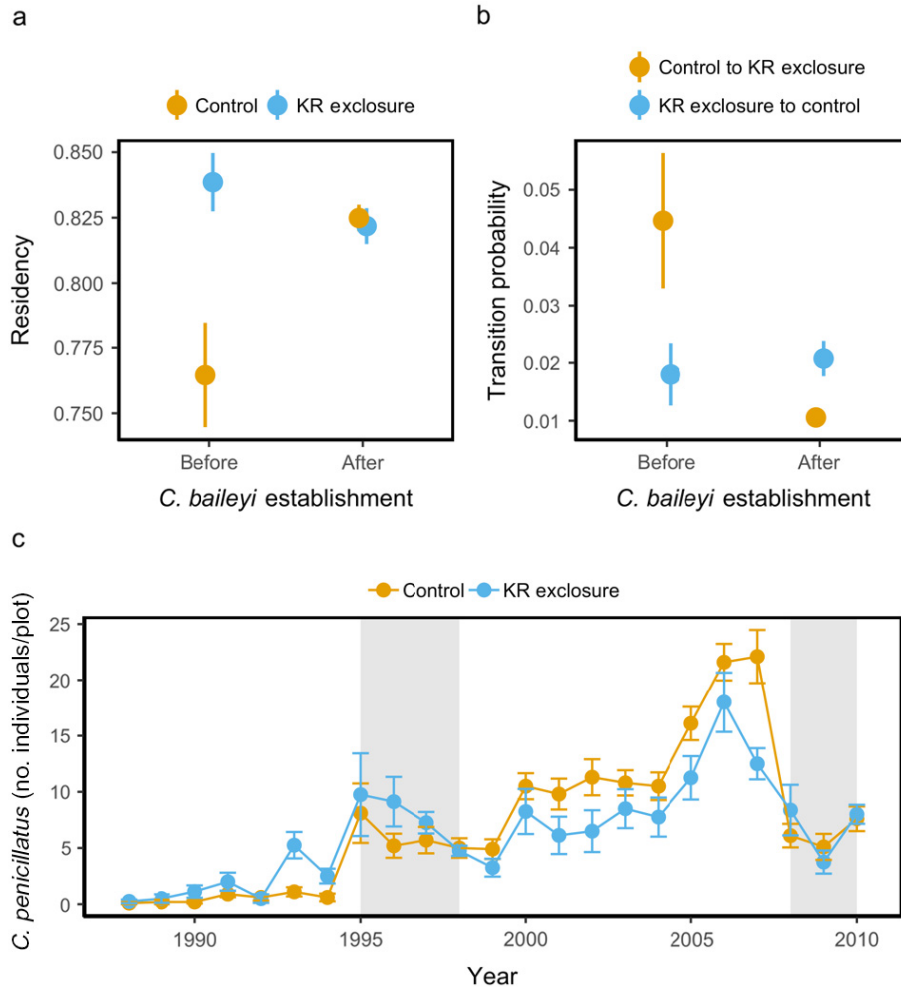 a
Control KR exclosure
0.850
0.825
0.800
0.775
0.750
Residency
Before After
C. baileyi establishment
b
Control to KR exclosure
KR exclosure to control
0.05
0.04
0.03
0.02
0.01
Transition probability
Before After
C. baileyi establishment
c
Control KR exclosure
25
20
15
10
5
0
C. penicillatus (no. individuals/plot)
1990 1995 2000 2005 2010
Year